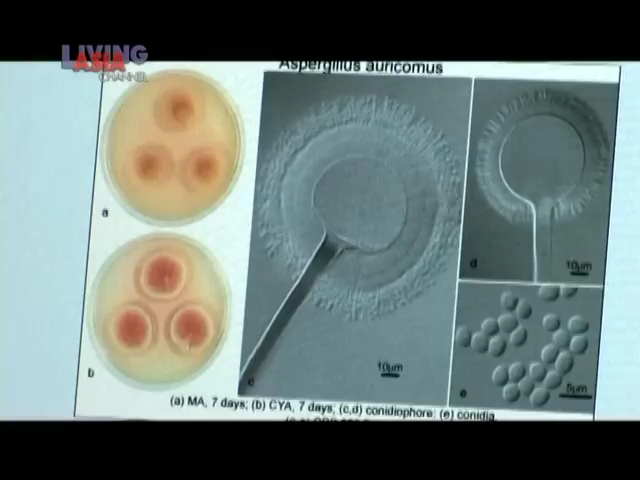 LIVING
ASIA
CHANNEL
Aspergillus auricomus
a
b
c
d
e
10µm
10µm
5µm
(a) MA, 7 days; (b) CYA, 7 days; (c,d) conidiophore; (e) conidia.